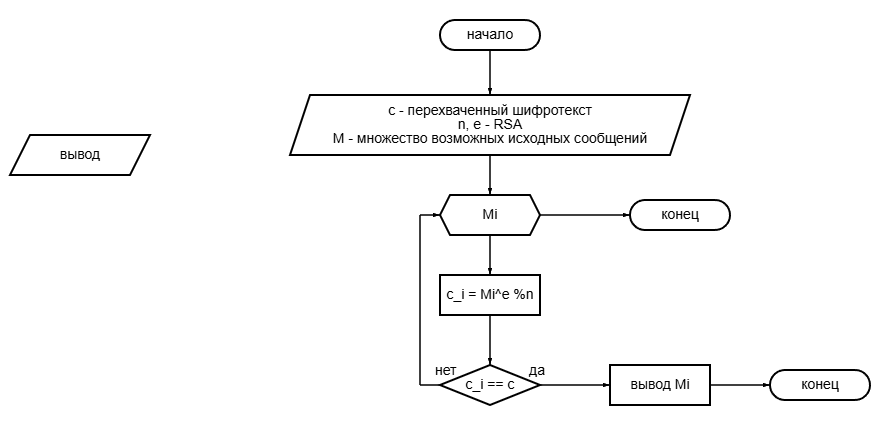 начало
c - перехваченный шифротекст
n, e - RSA
M - множество возможных исходных сообщений
вывод
Mi
конец
c_i = Mi^e %n
нет
да
c_i == c
вывод Mi
конец